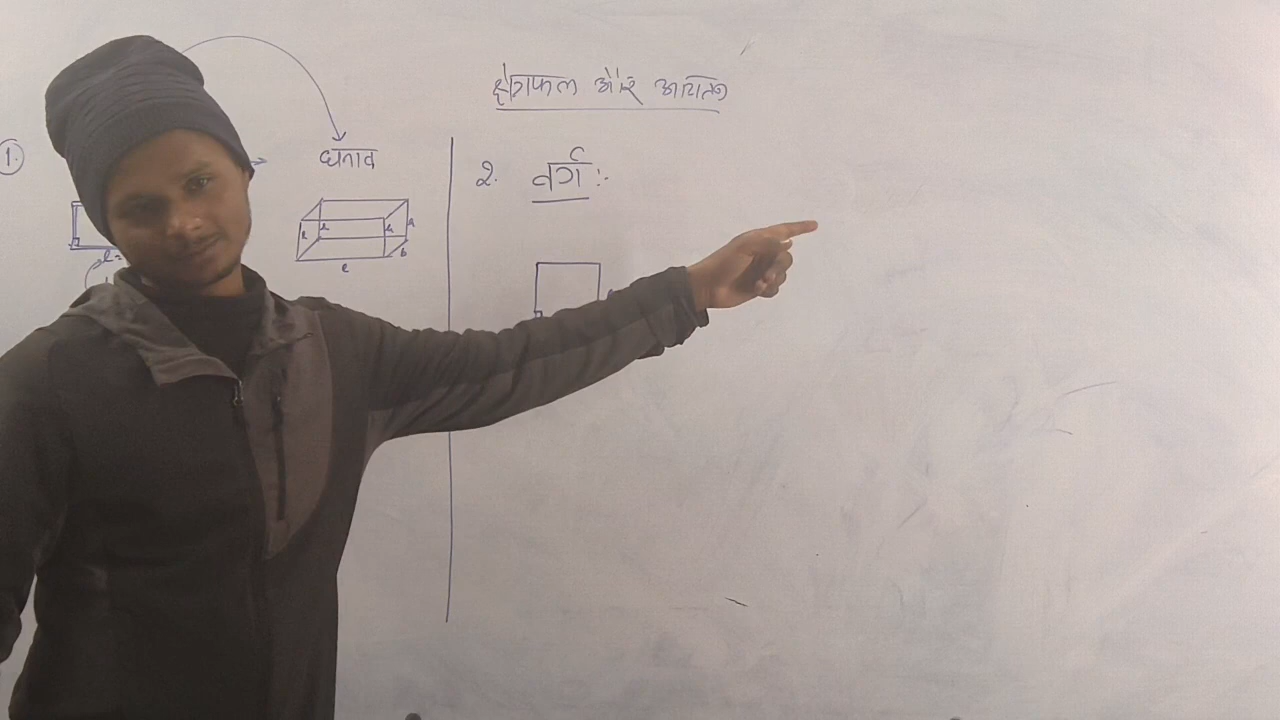 क्षेत्रफल और आयतन
1.
घनाव
h
h
h
h
l
b
l =
2. वर्ग :-